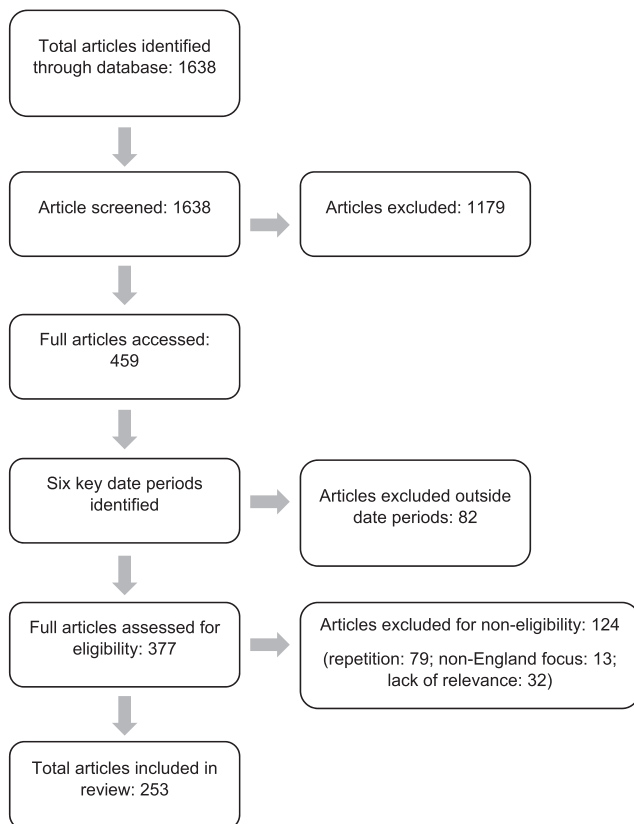 Total articles identified
through database: 1638
Article screened: 1638
Articles excluded: 1179
Full articles accessed:
459
Six key date periods
identified
Articles excluded outside
date periods: 82
Full articles assessed for
eligibility: 377
Articles excluded for non-eligibility: 124
(repetition: 79; non-England focus: 13;
lack of relevance: 32)
Total articles included in
review: 253